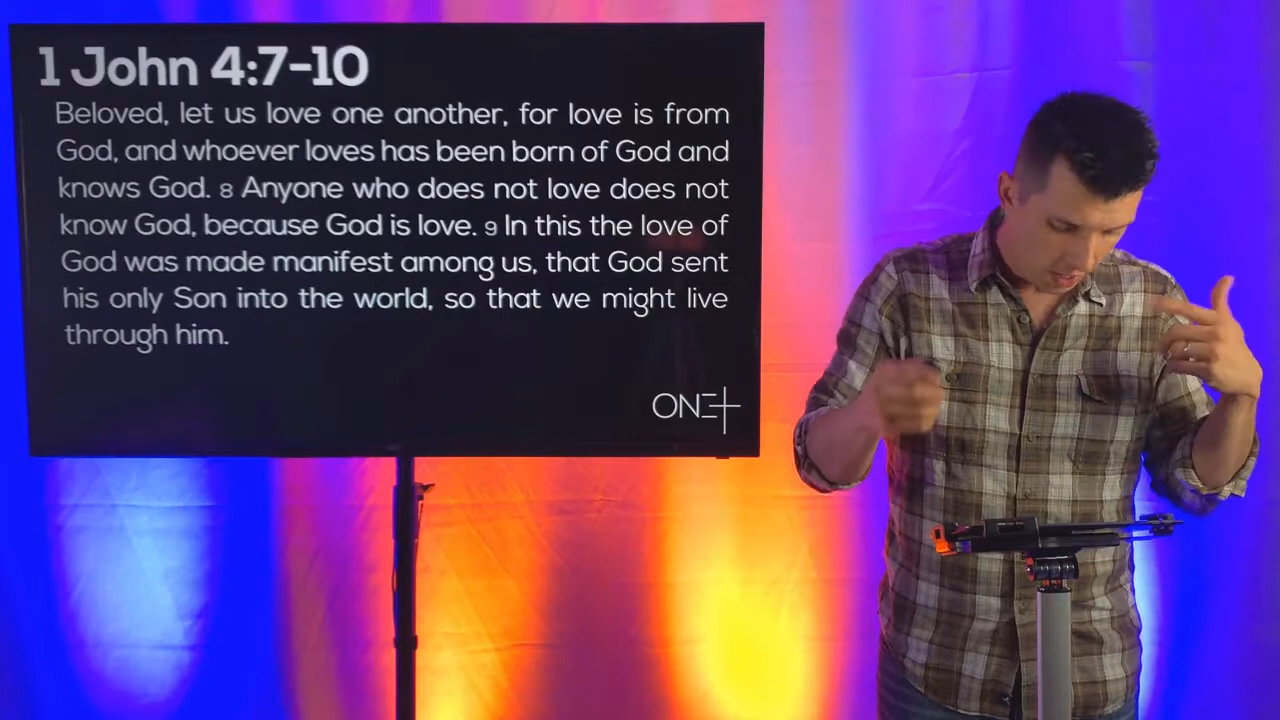 1 John 4:7-10
Beloved, let us love one another, for love is from
God, and whoever loves has been born of God and
knows God. 8 Anyone who does not love does not
know God, because God is love. 9 In this the love of
God was made manifest among us, that God sent
his only Son into the world, so that we might live
through him.
ONE